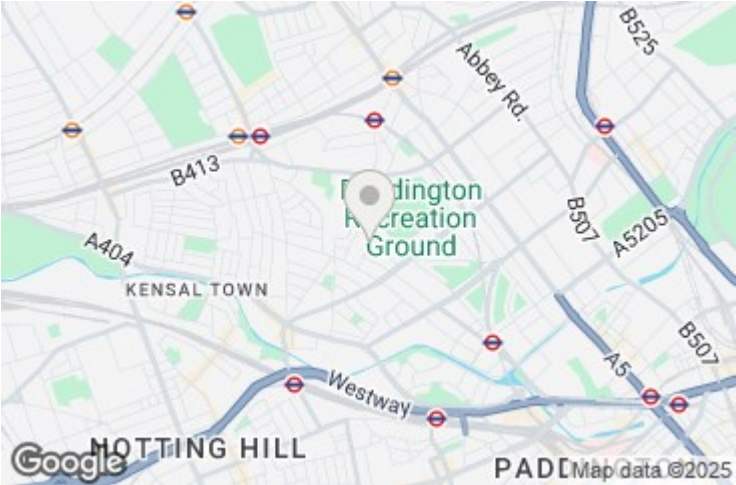 B525
Abbey Rd.
B413
Recreation
Ground
B507
A5205
A404
KENSAL TOWN
B507
A5
Westway
NOTTING HILL
Google
Map data ©2025